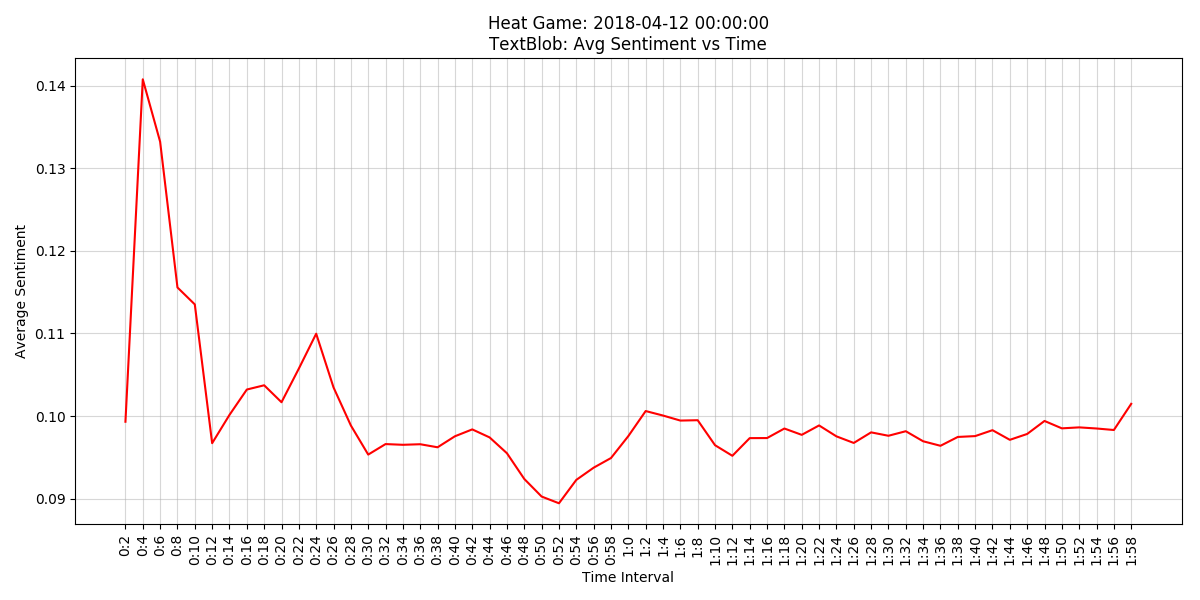 Heat Game: 2018-04-12 00:00:00
TextBlob: Avg Sentiment vs Time
Average Sentiment
0.14
0.13
0.12
0.11
0.10
0.09
0:2 0:4 0:6 0:8 0:10 0:12 0:14 0:16 0:18 0:20 0:22 0:24 0:26 0:28 0:30 0:32 0:34 0:36 0:38 0:40 0:42 0:44 0:46 0:48 0:50 0:52 0:54 0:56 0:58 1:0 1:2 1:4 1:6 1:8 1:10 1:12 1:14 1:16 1:18 1:20 1:22 1:24 1:26 1:28 1:30 1:32 1:34 1:36 1:38 1:40 1:42 1:44 1:46 1:48 1:50 1:52 1:54 1:56 1:58
Time Interval